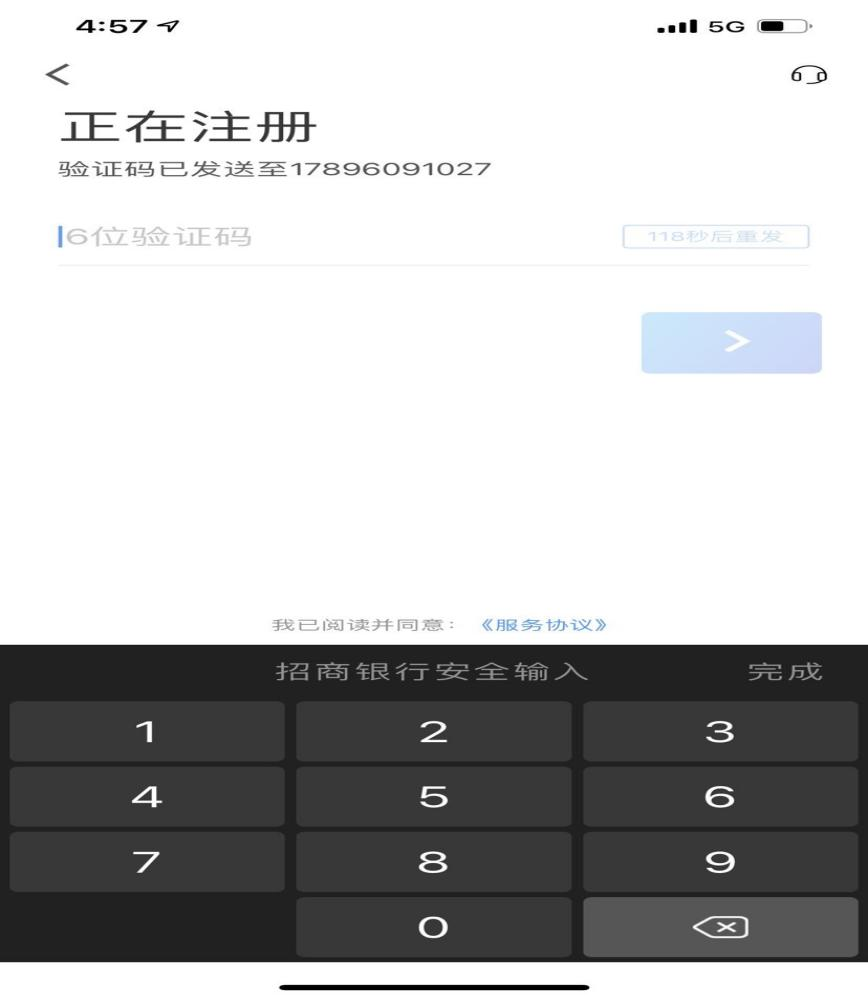 4:57
5G
正在注册
验证码已发送至17896091027
6位验证码
118秒后重发
我已阅读并同意：《服务协议》
招商银行安全输入
完成
1 2 3
4 5 6
7 8 9
0